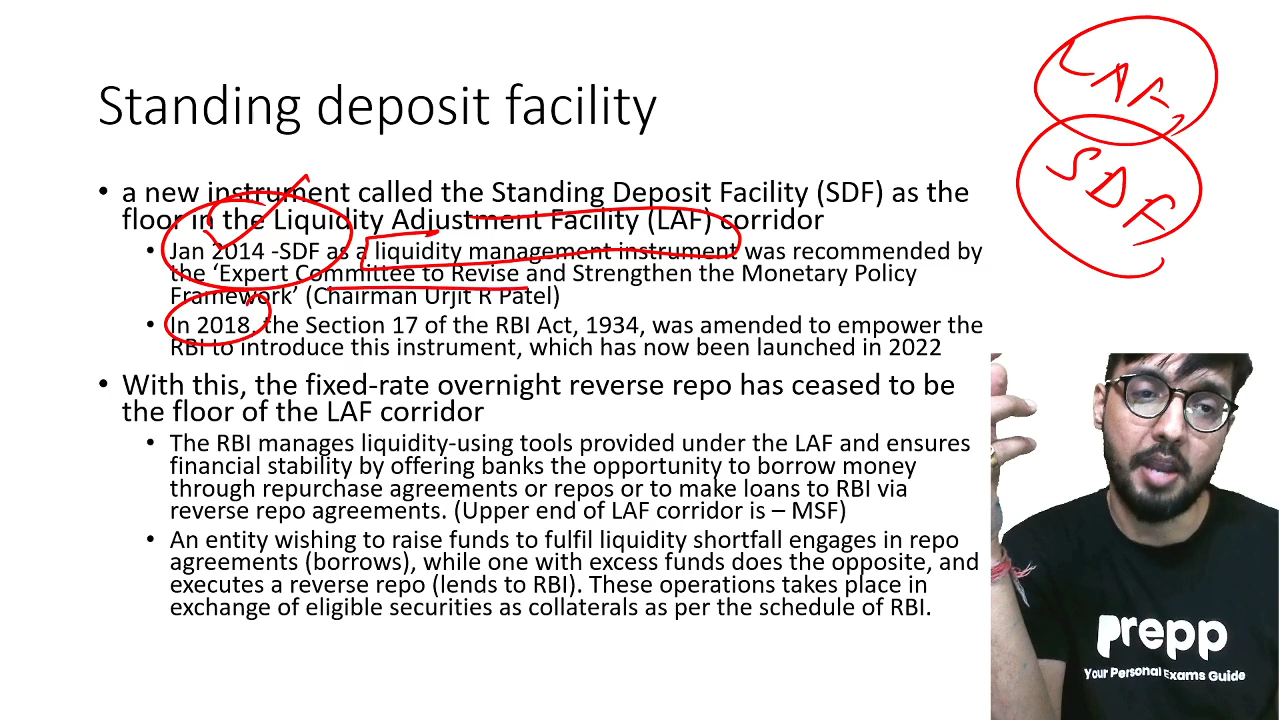 Standing deposit facility
• a new instrument called the Standing Deposit Facility (SDF) as the
floor in the Liquidity Adjustment Facility (LAF) corridor
• Jan 2014 -SDF as a liquidity management instrument was recommended by
the ‘Expert Committee to Revise and Strengthen the Monetary Policy
Framework’ (Chairman Urjit R Patel)
• In 2018, the Section 17 of the RBI Act, 1934, was amended to empower the
RBI to introduce this instrument, which has now been launched in 2022
• With this, the fixed-rate overnight reverse repo has ceased to be
the floor of the LAF corridor
• The RBI manages liquidity-using tools provided under the LAF and ensures
financial stability by offering banks the opportunity to borrow money
through repurchase agreements or repos or to make loans to RBI via
reverse repo agreements. (Upper end of LAF corridor is – MSF)
• An entity wishing to raise funds to fulfil liquidity shortfall engages in repo
agreements (borrows), while one with excess funds does the opposite, and
executes a reverse repo (lends to RBI). These operations takes place in
exchange of eligible securities as collaterals as per the schedule of RBI.
LAF
SDF
prepp
Your Personal Exams Guide